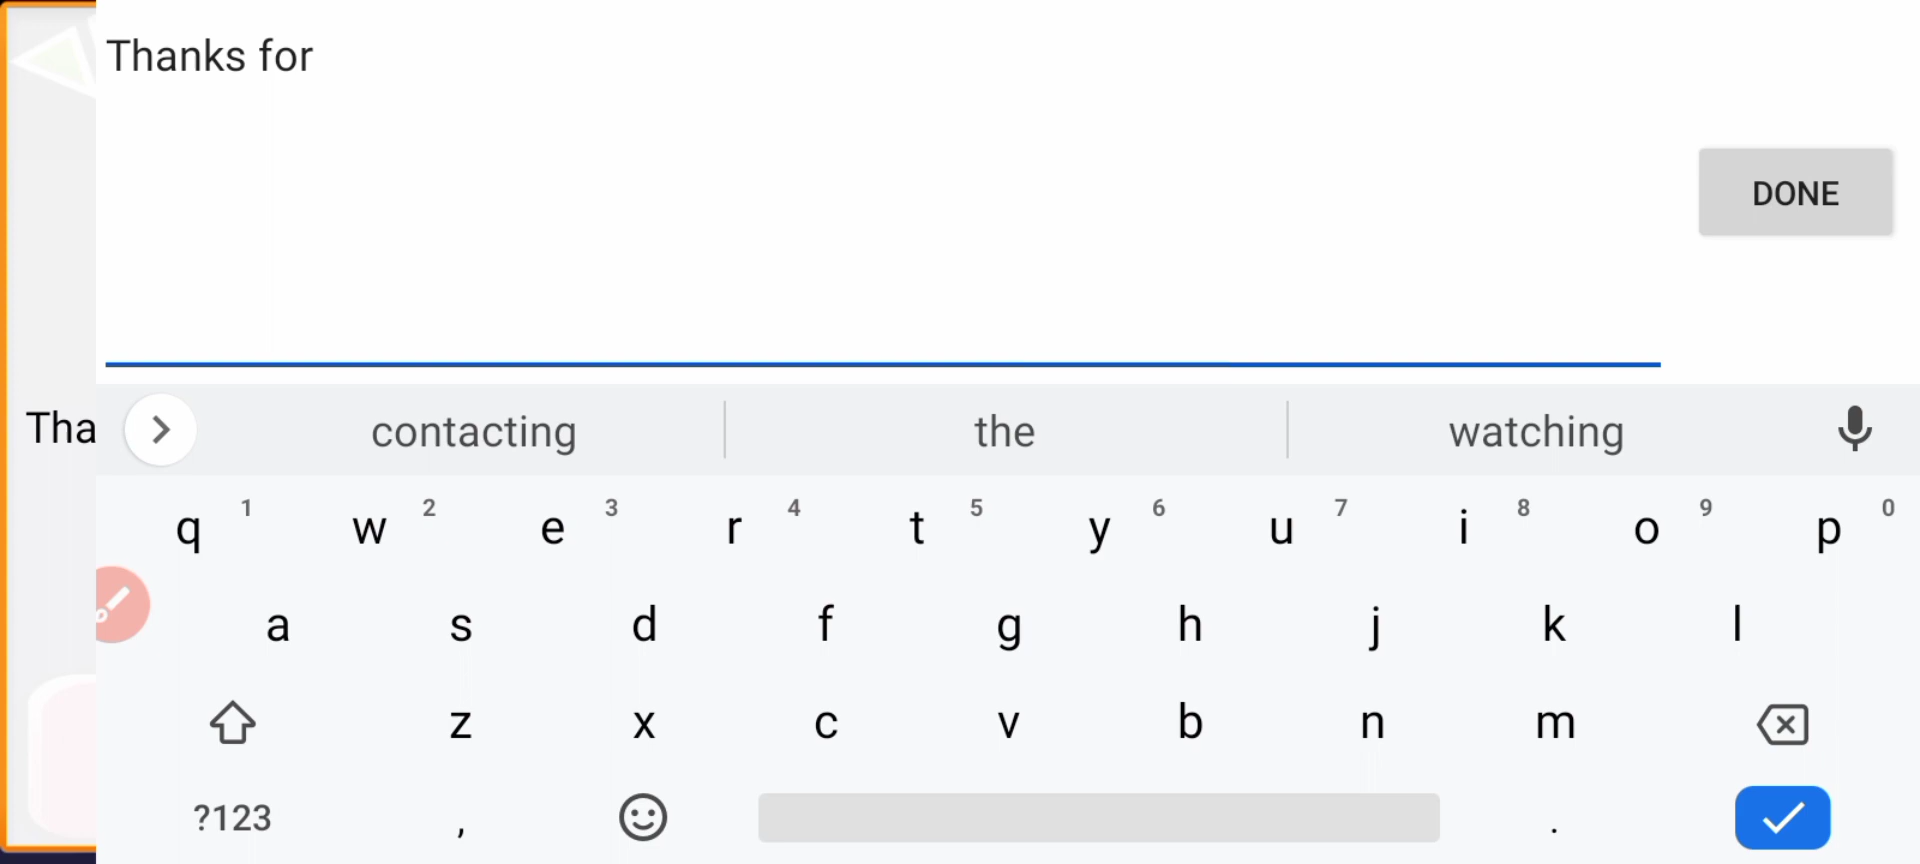 Thanks for
DONE
Tha
contacting the watching
q 1 w 2 e 3 r 4 t 5 y 6 u 7 i 8 o 9 p 0
a s d f g h j k l
z x c v b n m
?123 , .